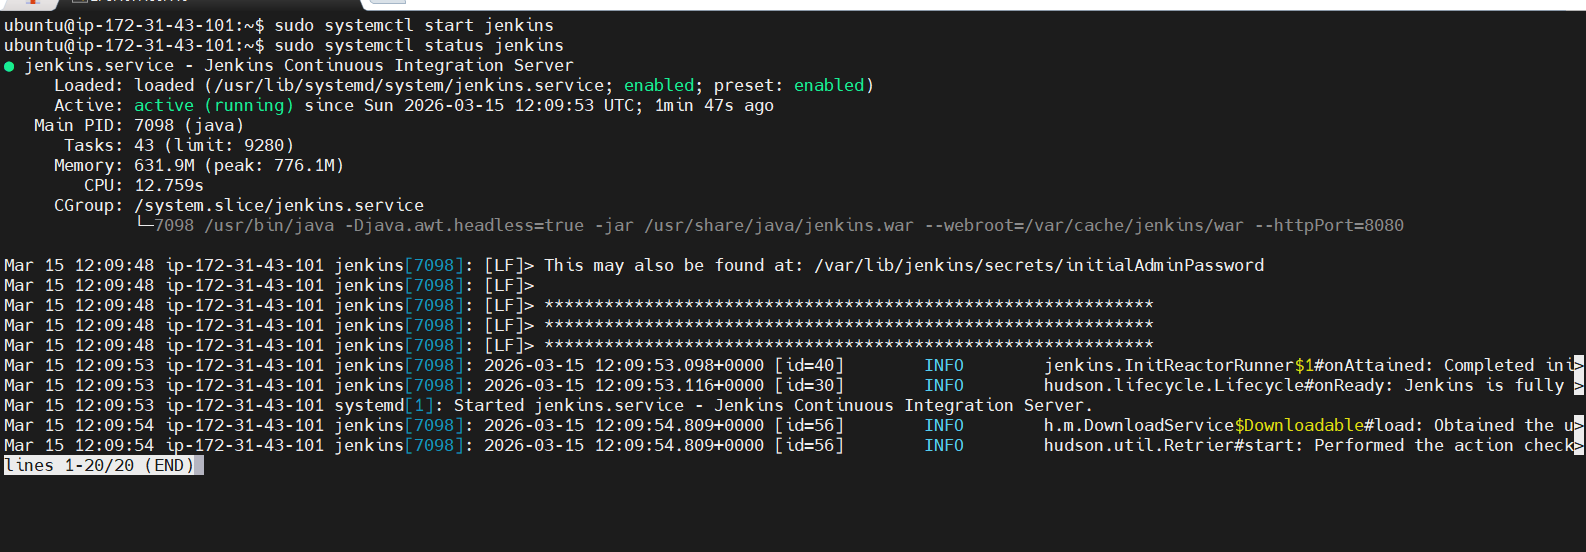 ubuntu@ip-172-31-43-101:~$ sudo systemctl start jenkins
ubuntu@ip-172-31-43-101:~$ sudo systemctl status jenkins
● jenkins.service - Jenkins Continuous Integration Server
     Loaded: loaded (/usr/lib/systemd/system/jenkins.service; enabled; preset: enabled)
     Active: active (running) since Sun 2026-03-15 12:09:53 UTC; 1min 47s ago
   Main PID: 7098 (java)
      Tasks: 43 (limit: 9280)
     Memory: 631.9M (peak: 776.1M)
        CPU: 12.759s
     CGroup: /system.slice/jenkins.service
             └─7098 /usr/bin/java -Djava.awt.headless=true -jar /usr/share/java/jenkins.war --webroot=/var/cache/jenkins/war --httpPort=8080
Mar 15 12:09:48 ip-172-31-43-101 jenkins[7098]: [LF]> This may also be found at: /var/lib/jenkins/secrets/initialAdminPassword
Mar 15 12:09:48 ip-172-31-43-101 jenkins[7098]: [LF]>
Mar 15 12:09:48 ip-172-31-43-101 jenkins[7098]: [LF]> *************************************************************
Mar 15 12:09:48 ip-172-31-43-101 jenkins[7098]: [LF]> *************************************************************
Mar 15 12:09:48 ip-172-31-43-101 jenkins[7098]: [LF]> *************************************************************
Mar 15 12:09:53 ip-172-31-43-101 jenkins[7098]: 2026-03-15 12:09:53.098+0000 [id=40]        INFO        jenkins.InitReactorRunner$1#onAttained: Completed ini>
Mar 15 12:09:53 ip-172-31-43-101 jenkins[7098]: 2026-03-15 12:09:53.116+0000 [id=30]        INFO        hudson.lifecycle.Lifecycle#onReady: Jenkins is fully >
Mar 15 12:09:53 ip-172-31-43-101 systemd[1]: Started jenkins.service - Jenkins Continuous Integration Server.
Mar 15 12:09:54 ip-172-31-43-101 jenkins[7098]: 2026-03-15 12:09:54.809+0000 [id=56]        INFO        h.m.DownloadService$Downloadable#load: Obtained the u>
Mar 15 12:09:54 ip-172-31-43-101 jenkins[7098]: 2026-03-15 12:09:54.809+0000 [id=56]        INFO        hudson.util.Retrier#start: Performed the action check>
lines 1-20/20 (END)